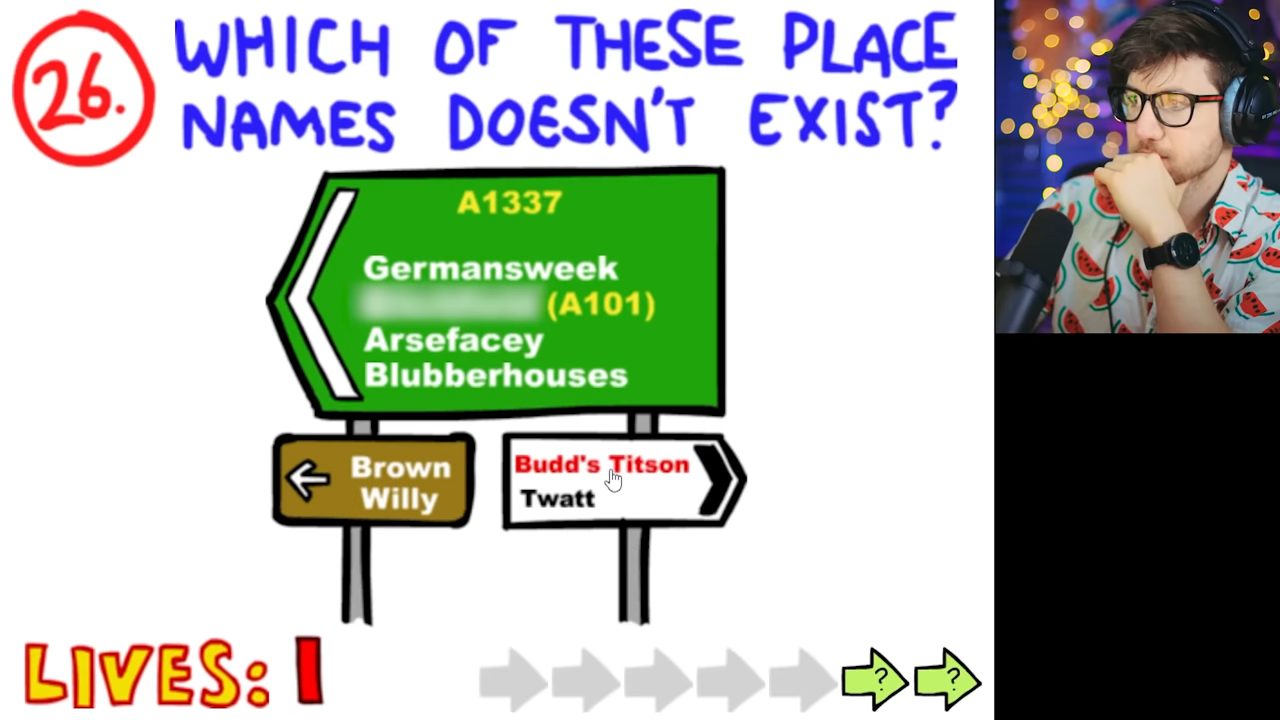 26.
WHICH OF THESE PLACE
NAMES DOESN'T EXIST?
A1337
Germansweek
(A101)
Arsefacey
Blubberhouses
Brown
Willy
Budd's Titson
Twatt
LIVES: 1
? ?